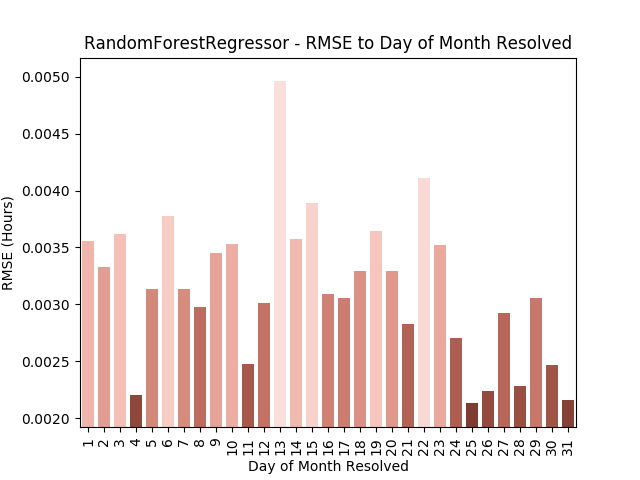 RandomForestRegressor - RMSE to Day of Month Resolved
0.0050
0.0045
0.0040
0.0035
0.0030
0.0025
0.0020
RMSE (Hours)
1 2 3 4 5 6 7 8 9 10 11 12 13 14 15 16 17 18 19 20 21 22 23 24 25 26 27 28 29 30 31
Day of Month Resolved